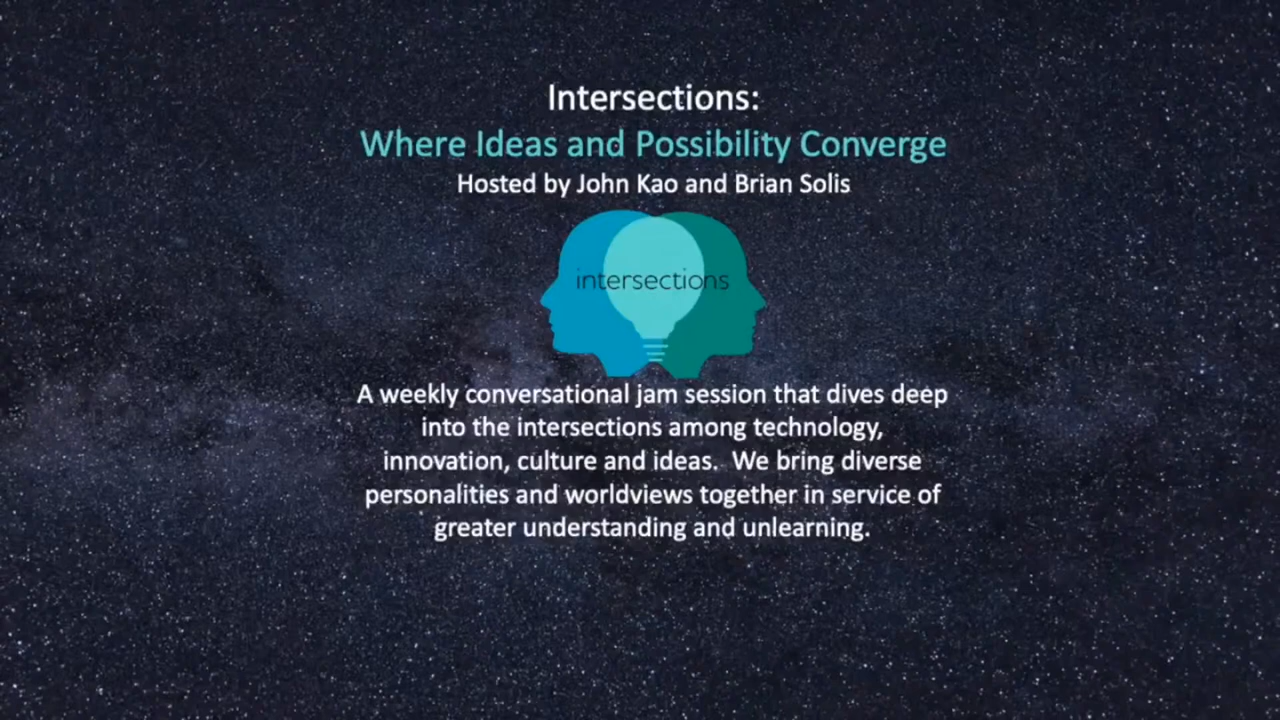 Intersections:
Where Ideas and Possibility Converge
Hosted by John Kao and Brian Solis
intersections
A weekly conversational jam session that dives deep
into the intersections among technology,
innovation, culture and ideas.  We bring diverse
personalities and worldviews together in service of
greater understanding and unlearning.